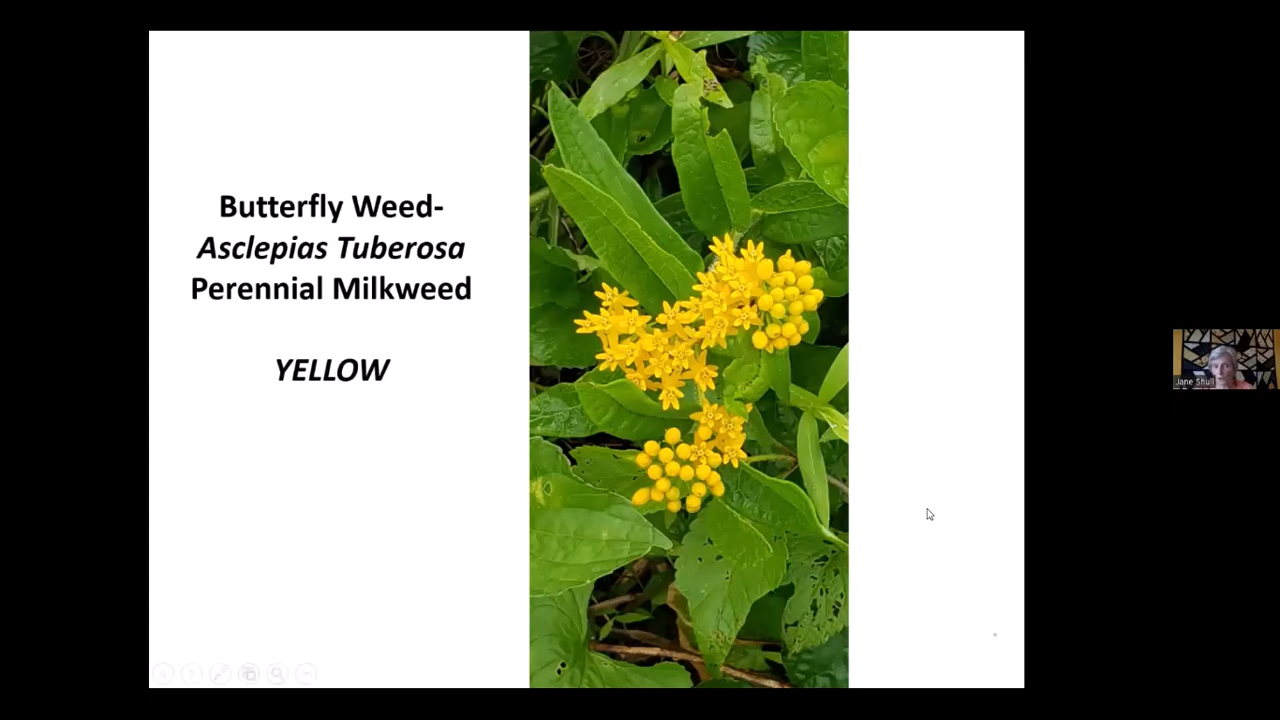 Butterfly Weed-
Asclepias Tuberosa
Perennial Milkweed
YELLOW
Jane Shull